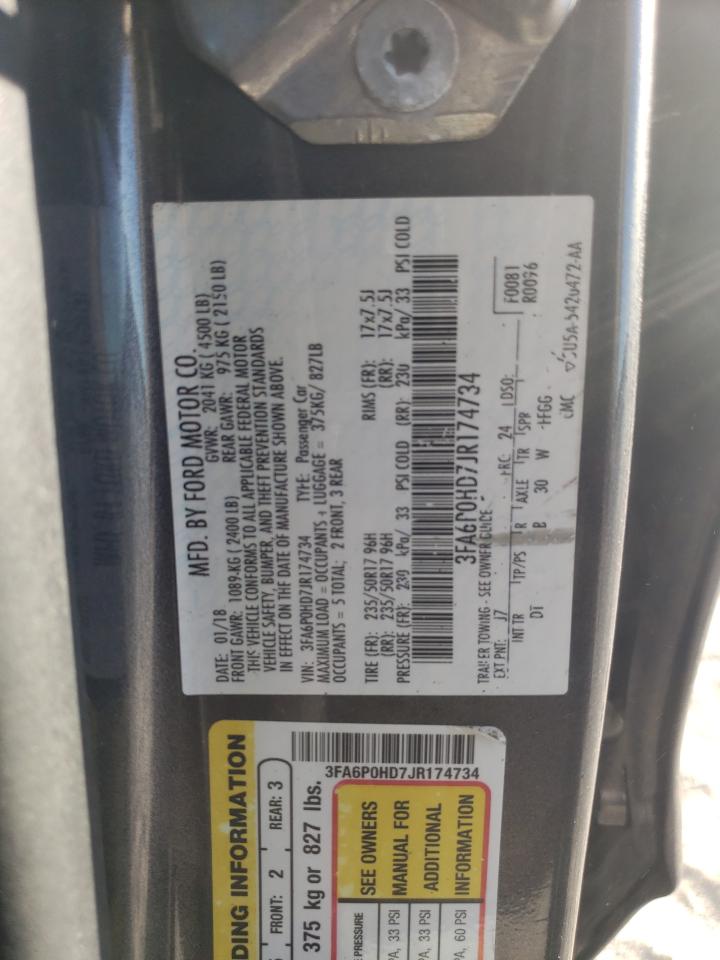 MFD. BY FORD MOTOR CO.
DATE: 01/18 GVWR: 2041 KG ( 4500 LB)
FRONT GAWR: 1089 KG ( 2400 LB) REAR GAWR: 975 KG ( 2150 LB)
THIS VEHICLE CONFORMS TO ALL APPLICABLE FEDERAL MOTOR
VEHICLE SAFETY, BUMPER, AND THEFT PREVENTION STANDARDS
IN EFFECT ON THE DATE OF MANUFACTURE SHOWN ABOVE.
VIN: 3FA6P0HD7JR174734 TYPE: Passenger Car
MAXIMUM LOAD = OCCUPANTS + LUGGAGE = 375KG/ 827LB
OCCUPANTS = 5 TOTAL; 2 FRONT, 3 REAR
TIRE (FR): 235/50R17 96H RIMS (FR): 17x7.5J
(RR): 235/50R17 96H (RR): 17x7.5J
PRESSURE (FR): 230 kPa/ 33 PSI COLD (RR): 230 kPa/ 33 PSI COLD
3FA6P0HD7JR174734
TRAILER TOWING - SEE OWNER GUIDE
EXT PNT: J7 RC: 24 DSO: F0081
INT TR TP/PS R AXLE TR SPR R0096
DT B 30 W FFGG
5U5A-5420472-AA
DING INFORMATION
FRONT: 2 REAR: 3
375 kg or 827 lbs.
3FA6P0HD7JR174734
PRESSURE
PA, 33 PSI
PA, 33 PSI
PA, 60 PSI
SEE OWNERS
MANUAL FOR
ADDITIONAL
INFORMATION